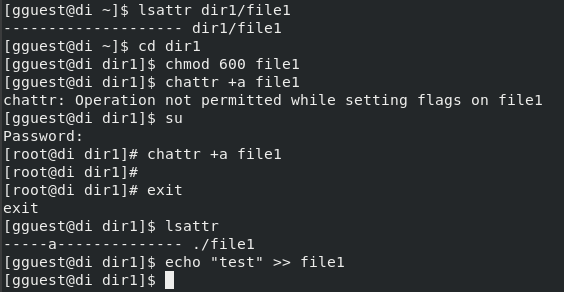 [gguest@di ~]$ lsattr dir1/file1
-------------------- dir1/file1
[gguest@di ~]$ cd dir1
[gguest@di dir1]$ chmod 600 file1
[gguest@di dir1]$ chattr +a file1
chattr: Operation not permitted while setting flags on file1
[gguest@di dir1]$ su
Password:
[root@di dir1]# chattr +a file1
[root@di dir1]#
[root@di dir1]# exit
exit
[gguest@di dir1]$ lsattr
-----a-------------- ./file1
[gguest@di dir1]$ echo "test" >> file1
[gguest@di dir1]$